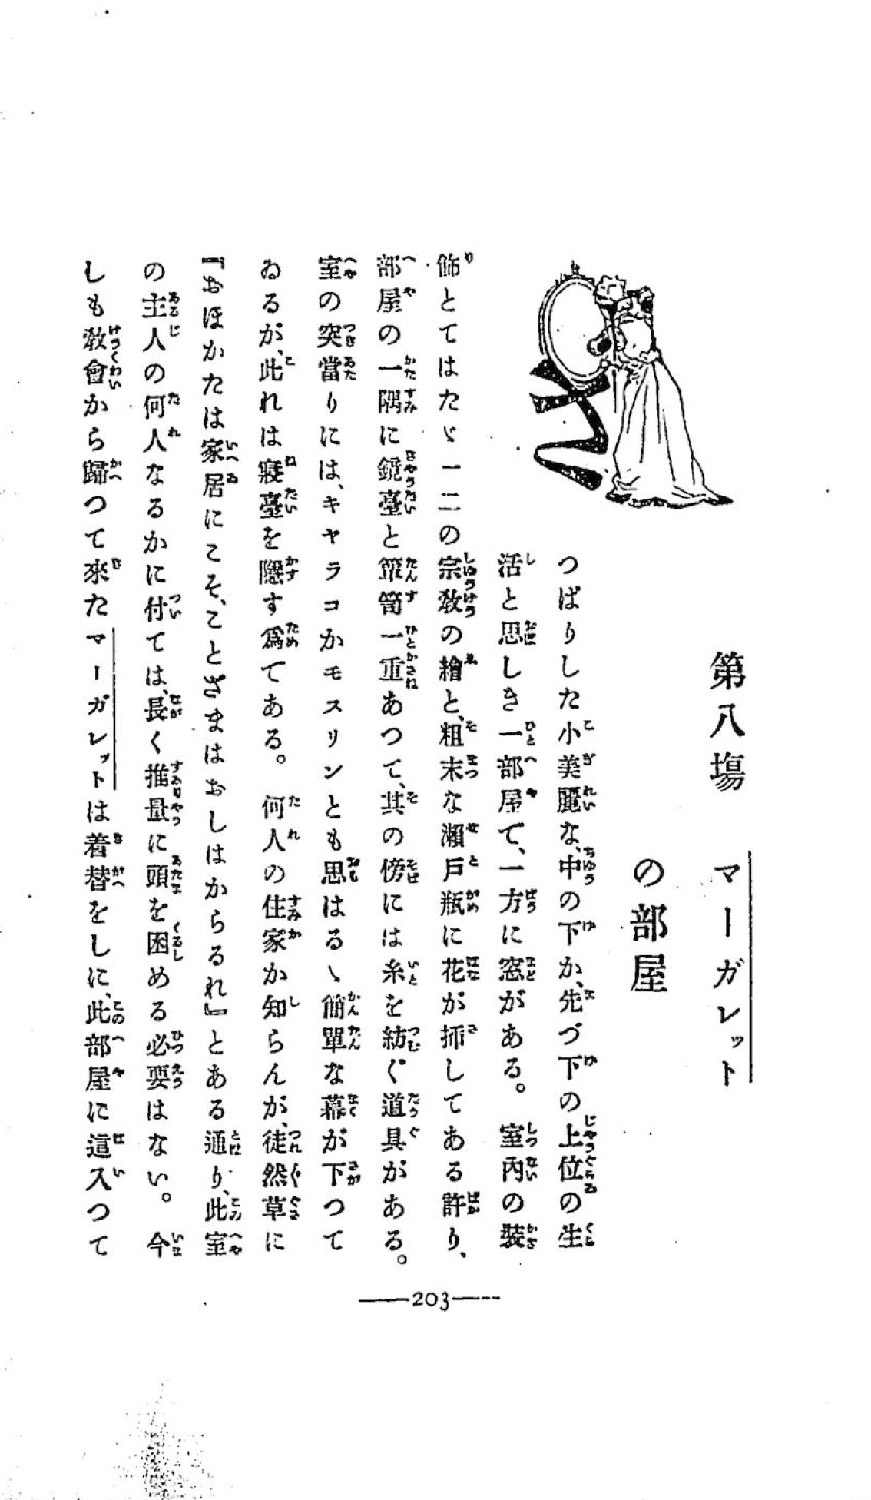 第八塲　マーガレット
の部屋
つぱりした小美麗な、中の下か、先づ下の上位の生
活と思しき一部屋で、一方に窓がある。室內の裝
飾とてはたゞ一二の宗敎の繪と、粗末な瀨戶瓶に花が揷してある許り、
部屋の一隅に鏡臺と簞笥一重あつて、其の傍には糸を紡ぐ道具がある。
室の突當りには、キャラコかモスリンとも思はるゝ簡單な幕が下つて
ゐるが、此れは寢臺を隱す爲てある。何人の住家か知らんが、徒然草に
『おほかたは家居にこそ、ことざまはおしはからるれ』とある通り、此室
の主人の何人なるかに付ては、長く推量に頭を困める必要はない。今
しも敎會から歸つて來たマーガレットは着替をしに、此部屋に這入つて
203